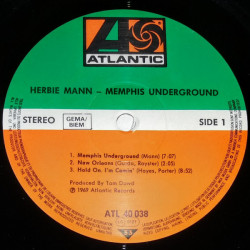 ATLANTIC
HERBIE MANN – MEMPHIS UNDERGROUND
STEREO
GEMA/
BIEM
SIDE 1
1. Memphis Underground (Mann) (7:07)
2. New Orleans (Guida, Royster) (2:03)
3. Hold On, I'm Comin' (Hayes, Porter) (8:52)
Produced by Tom Dowd
℗ 1969 Atlantic Records
ATL 40 038